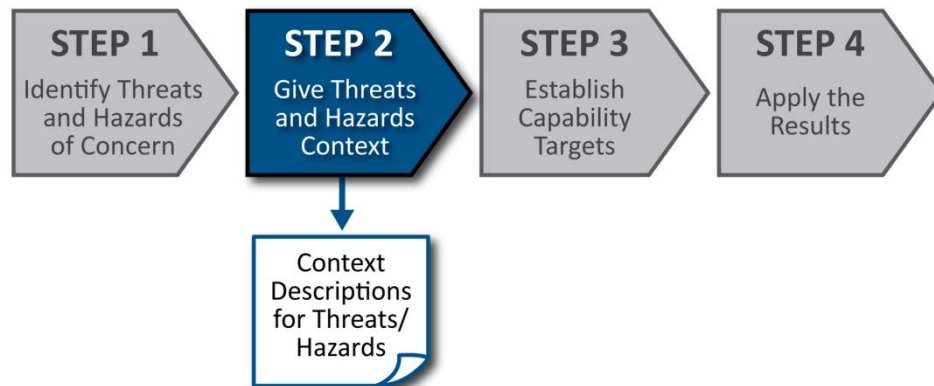 STEP 1
Identify Threats
and Hazards
of Concern
STEP 2
Give Threats
and Hazards
Context
STEP 3
Establish
Capability
Targets
STEP 4
Apply the
Results
Context
Descriptions
for Threats/
Hazards